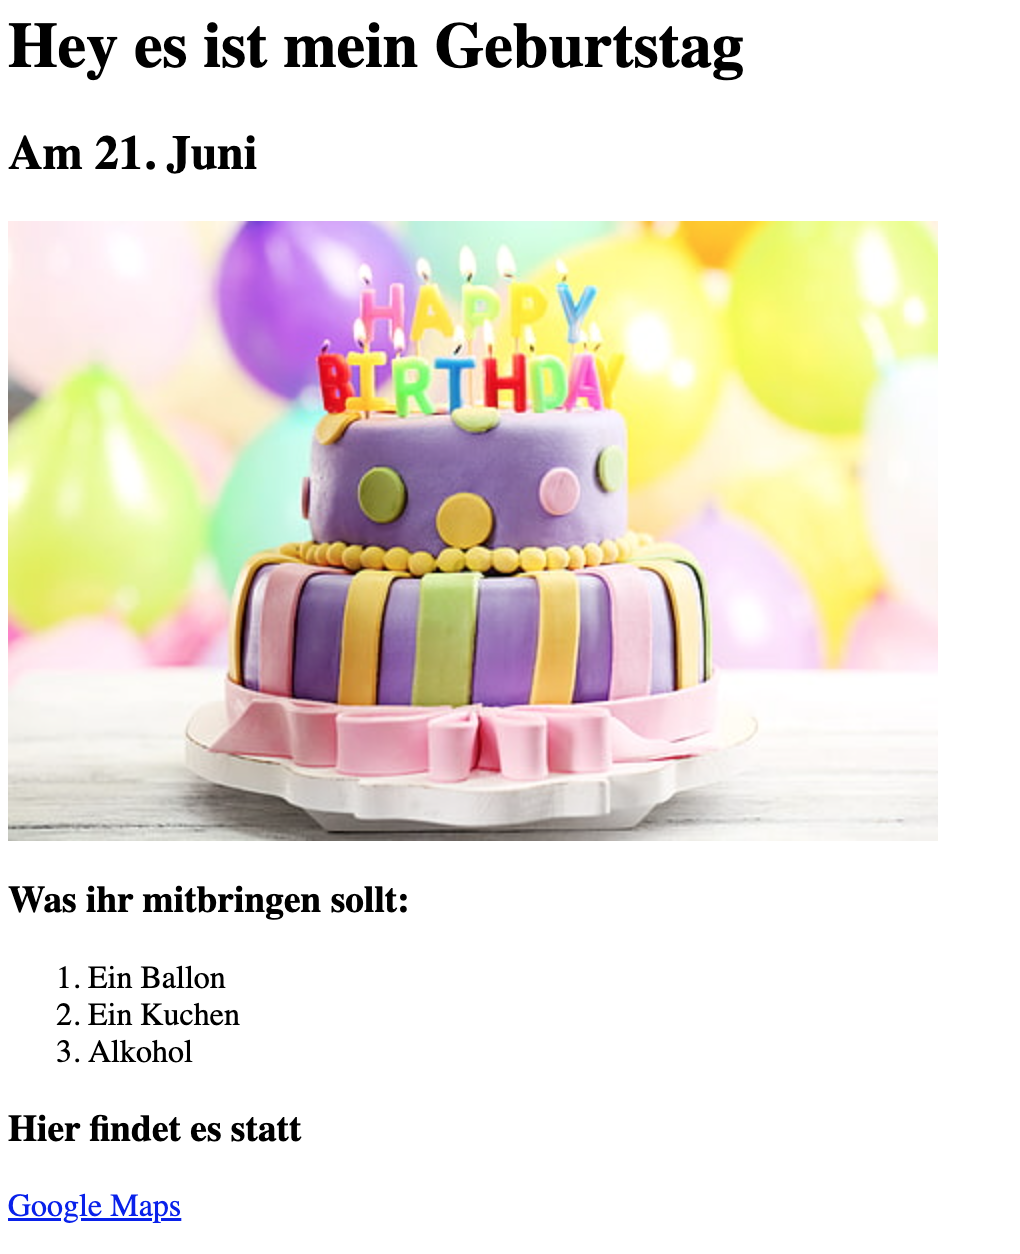 Hey es ist mein Geburtstag
Am 21. Juni
HAPPY
BIRTHDAY
Was ihr mitbringen sollt:
1. Ein Ballon
2. Ein Kuchen
3. Alkohol
Hier findet es statt
Google Maps